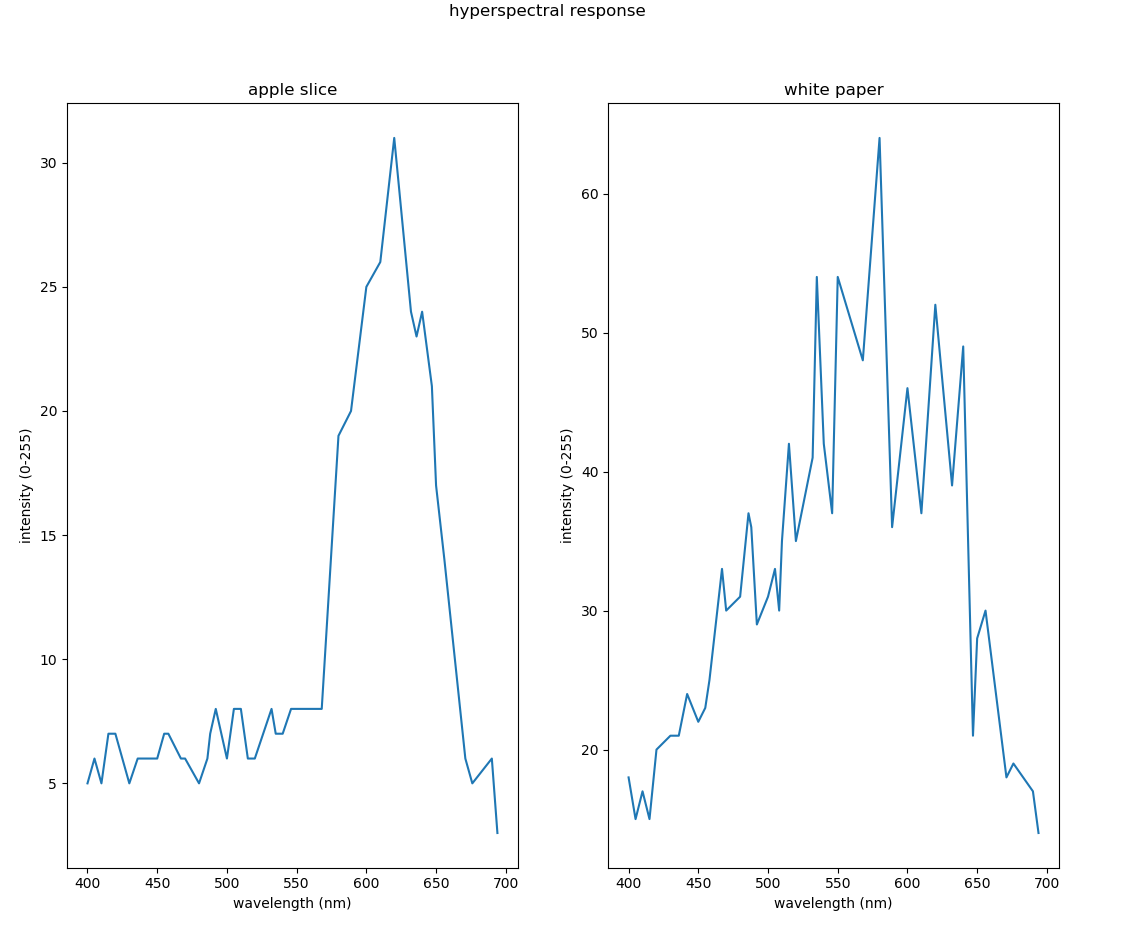 hyperspectral response
apple slice
30
25
20
15
10
5
intensity (0-255)
400 450 500 550 600 650 700
wavelength (nm)
white paper
60
50
40
30
20
intensity (0-255)
400 450 500 550 600 650 700
wavelength (nm)